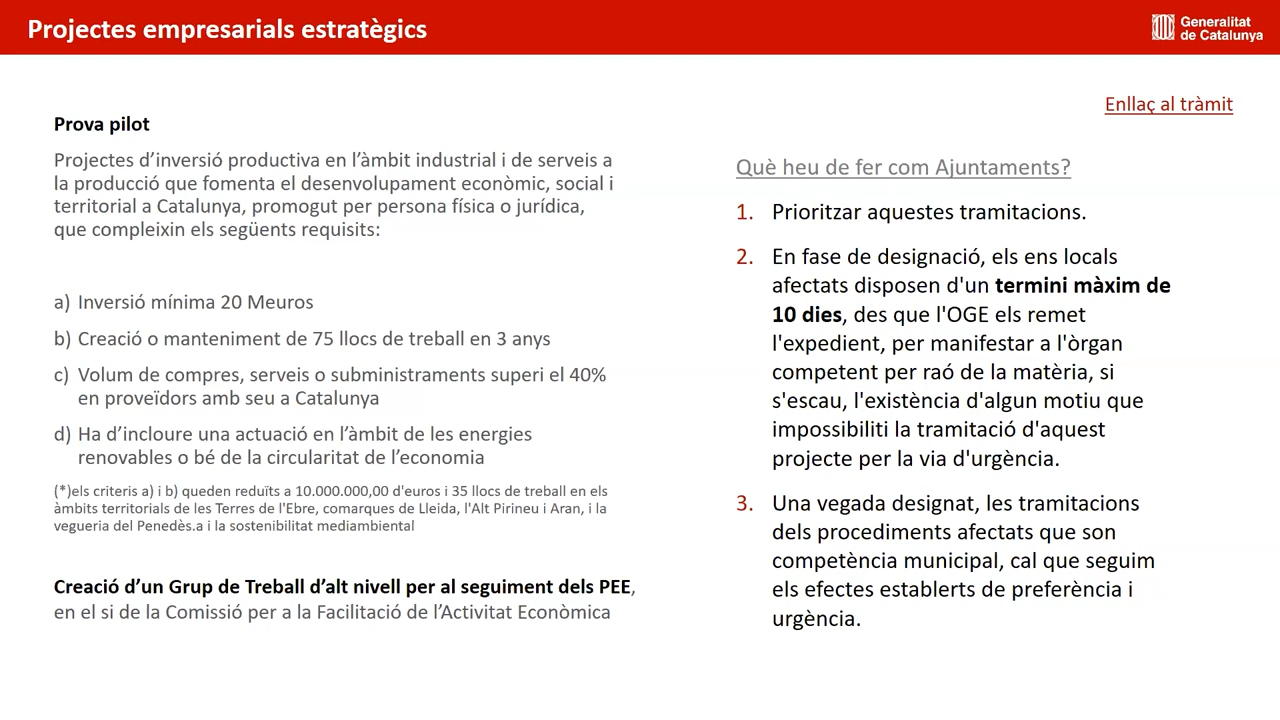 Projectes empresarials estratègics
Generalitat
de Catalunya
Enllaç al tràmit
Prova pilot
Projectes d’inversió productiva en l’àmbit industrial i de serveis a
la producció que fomenta el desenvolupament econòmic, social i
territorial a Catalunya, promogut per persona física o jurídica,
que compleixin els següents requisits:
a) Inversió mínima 20 Meuros
b) Creació o manteniment de 75 llocs de treball en 3 anys
c) Volum de compres, serveis o subministraments superi el 40%
en proveïdors amb seu a Catalunya
d) Ha d’incloure una actuació en l’àmbit de les energies
renovables o bé de la circularitat de l’economia
(*)els criteris a) i b) queden reduïts a 10.000.000,00 d'euros i 35 llocs de treball en els
àmbits territorials de les Terres de l'Ebre, comarques de Lleida, l'Alt Pirineu i Aran, i la
vegueria del Penedès.a i la sostenibilitat mediambiental
Creació d’un Grup de Treball d’alt nivell per al seguiment dels PEE,
en el si de la Comissió per a la Facilitació de l’Activitat Econòmica
Què heu de fer com Ajuntaments?
1. Prioritzar aquestes tramitacions.
2. En fase de designació, els ens locals
afectats disposen d'un termini màxim de
10 dies, des que l'OGE els remet
l'expedient, per manifestar a l'òrgan
competent per raó de la matèria, si
s'escau, l'existència d'algun motiu que
impossibiliti la tramitació d'aquest
projecte per la via d'urgència.
3. Una vegada designat, les tramitacions
dels procediments afectats que son
competència municipal, cal que seguim
els efectes establerts de preferència i
urgència.